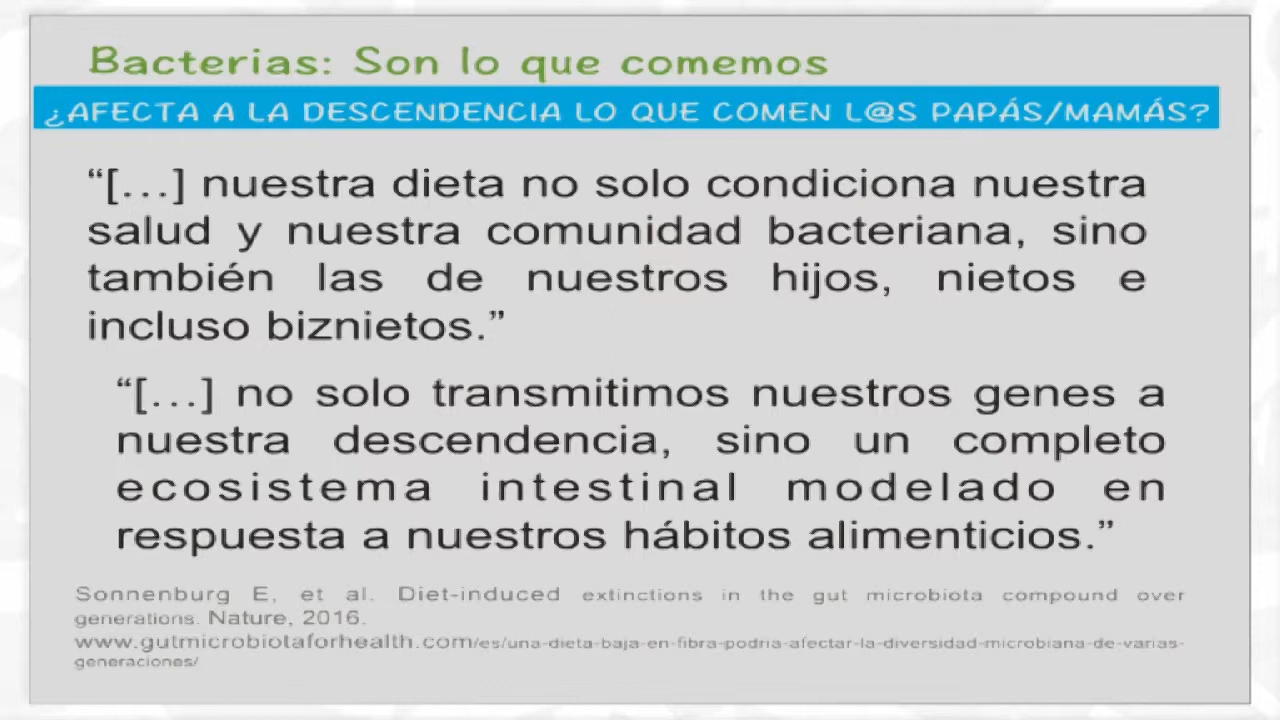 Bacterias: Son lo que comemos
¿AFECTA A LA DESCENDENCIA LO QUE COMEN L@S PAPÁS/MAMÁS?
“[...] nuestra dieta no solo condiciona nuestra
salud y nuestra comunidad bacteriana, sino
también las de nuestros hijos, nietos e
incluso biznietos.”
“[...] no solo transmitimos nuestros genes a
nuestra descendencia, sino un completo
ecosistema intestinal modelado en
respuesta a nuestros hábitos alimenticios.”
Sonnenburg E, et al. Diet-induced extinctions in the gut microbiota compound over
generations. Nature, 2016.
www.gutmicrobiotaforhealth.com/es/una-dieta-baja-en-fibra-podria-afectar-la-diversidad-microbiana-de-varias-
generaciones/